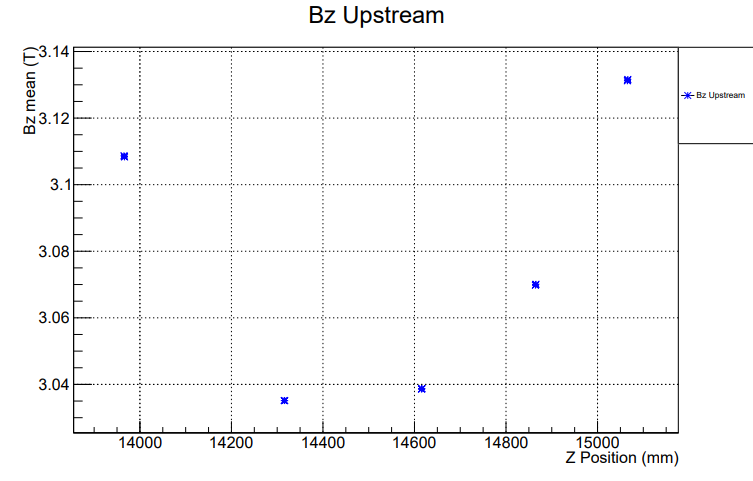 Bz Upstream
Bz mean (T)
3.14
3.12
3.1
3.08
3.06
3.04
14000 14200 14400 14600 14800 15000
Z Position (mm)
Bz Upstream